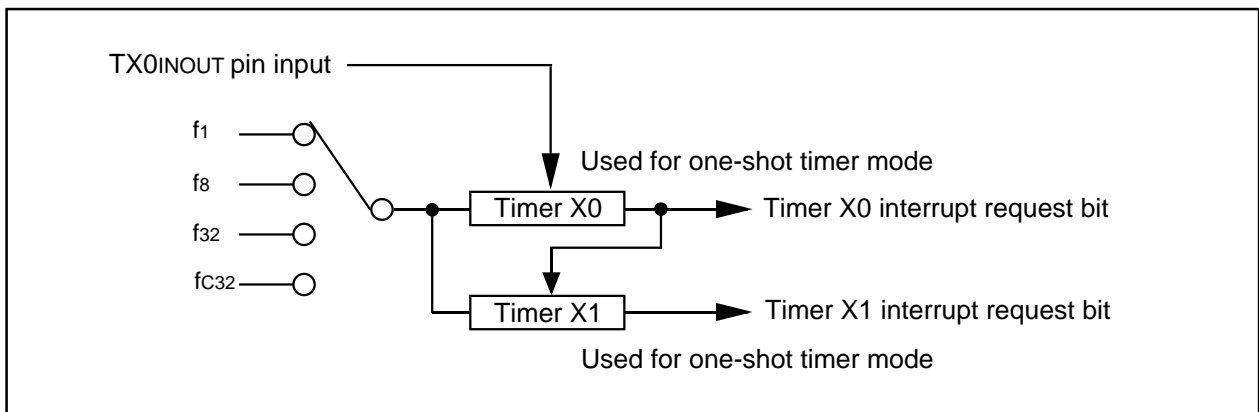 TX0INOUT pin input
f1
f8
f32
fC32
Used for one-shot timer mode
Timer X0
Timer X0 interrupt request bit
Timer X1
Timer X1 interrupt request bit
Used for one-shot timer mode